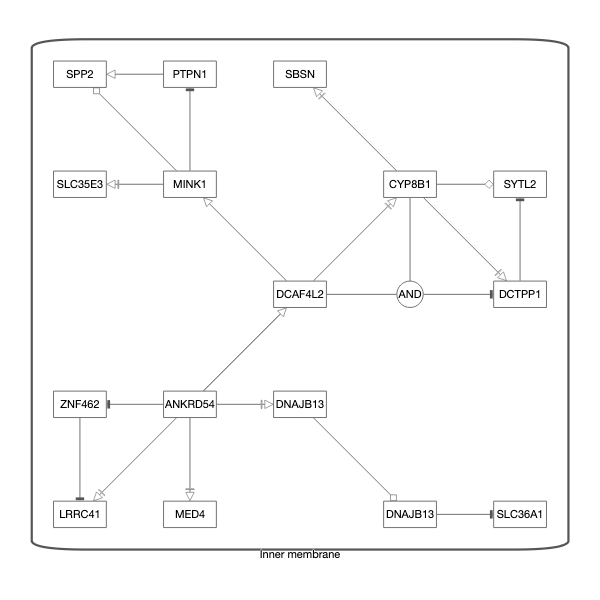 SPP2
PTPN1
SBSN
SLC35E3
MINK1
CYP8B1
SYTL2
DCAF4L2
AND
DCTPP1
ZNF462
ANKRD54
DNAJB13
LRRC41
MED4
DNAJB13
SLC36A1
Inner membrane